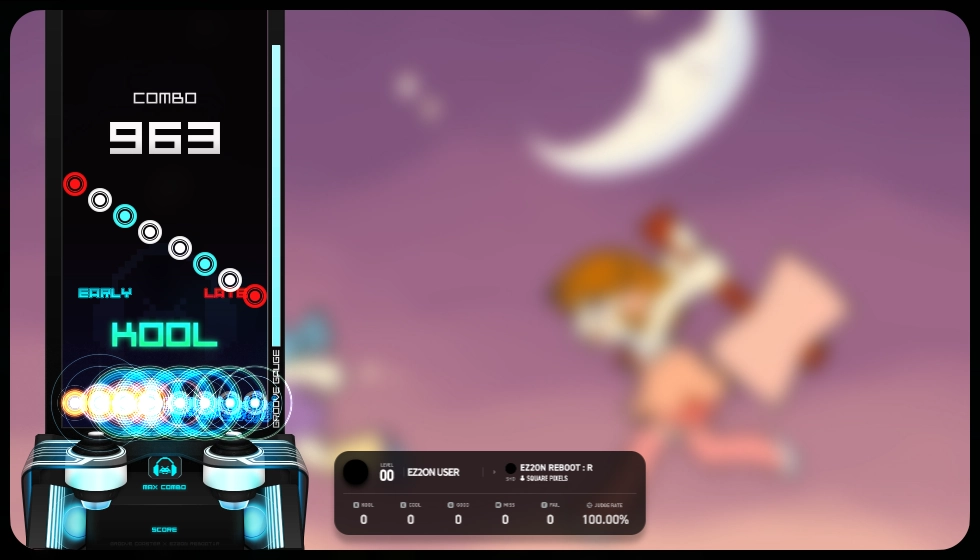 COMBO
963
EARLY LATE
KOOL
GROOVE GAUGE
MAX COMBO
SCORE
LEVEL
00 EZ2ON USER
EZ2ON REBOOT : R
SQUARE PIXELS
KOOL COOL GOOD MISS FAIL JUDGE RATE
0 0 0 0 0 100.00%